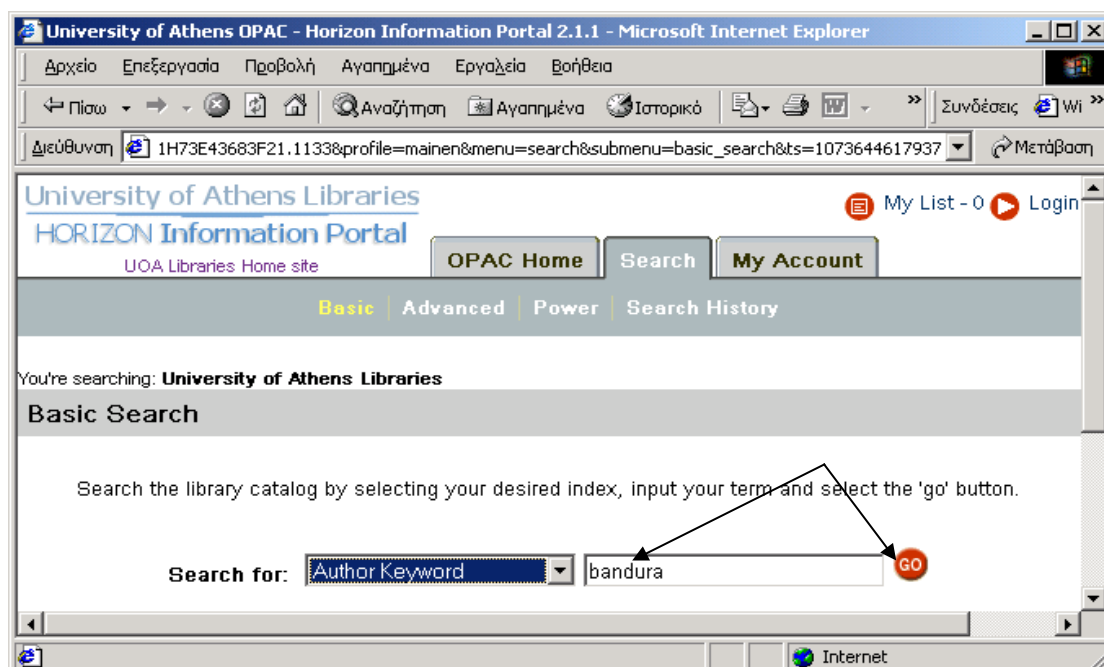 University of Athens OPAC - Horizon Information Portal 2.1.1 - Microsoft Internet Explorer
Αρχείο Επεξεργασία Προβολή Αγαπημένα Εργαλεία Βοήθεια
Πίσω Αναζήτηση Αγαπημένα Ιστορικό » Συνδέσεις Wi »
Διεύθυνση 1H73E43683F21.1133&profile=mainen&menu=search&submenu=basic_search&ts=1073644617937 Μετάβαση
University of Athens Libraries
My List - 0 Login
HORIZON Information Portal
UOA Libraries Home site
OPAC Home Search My Account
Basic Advanced Power Search History
You're searching: University of Athens Libraries
Basic Search
Search the library catalog by selecting your desired index, input your term and select the 'go' button.
Search for: Author Keyword bandura GO
Internet